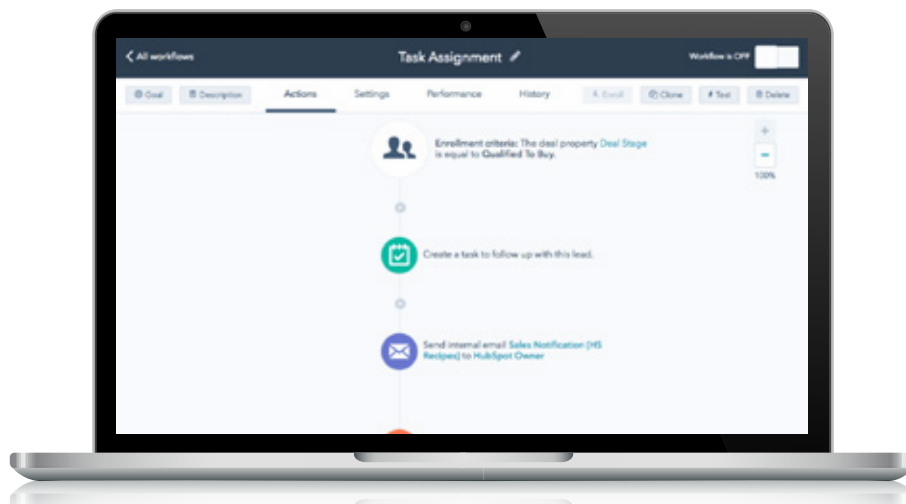 All workflows
Task Assignment
Workflow is OFF
Goal
Description
Actions
Settings
Performance
History
Enroll
Clone
Test
Delete
Enrollment criteria: The deal property Deal Stage
is equal to Qualified To Buy.
+
−
100%
Create a task to follow up with this lead.
Send internal email Sales Notification (HS
Recipes) to HubSpot Owner